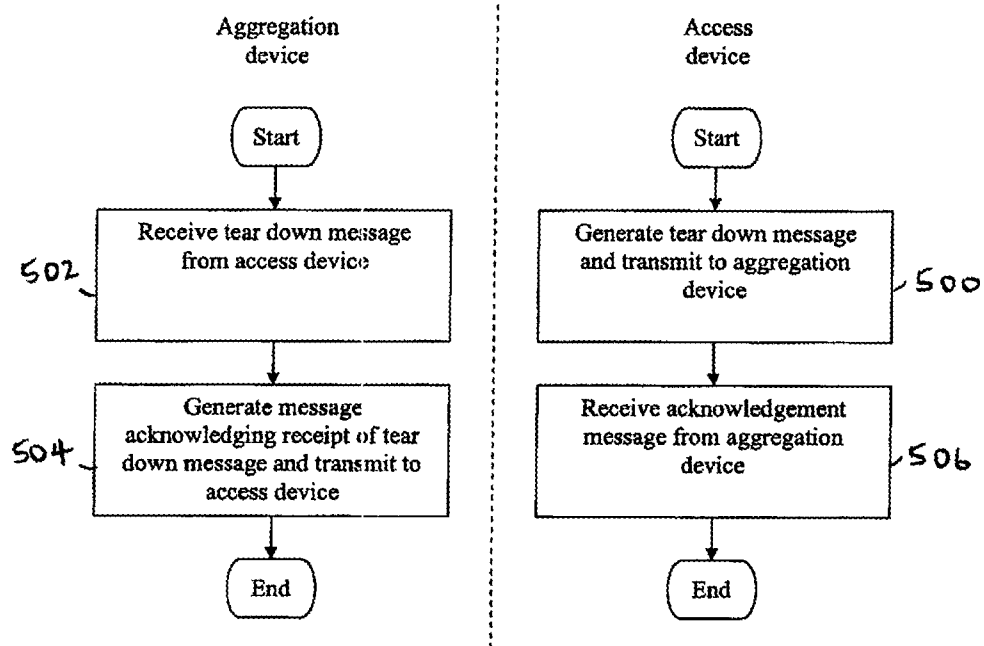 Aggregation
device
Start
Receive tear down message
from access device
502
Generate message
acknowledging receipt of tear
down message and transmit to
access device
504
End
Access
device
Start
Generate tear down message
and transmit to aggregation
device
500
Receive acknowledgement
message from aggregation
device
506
End